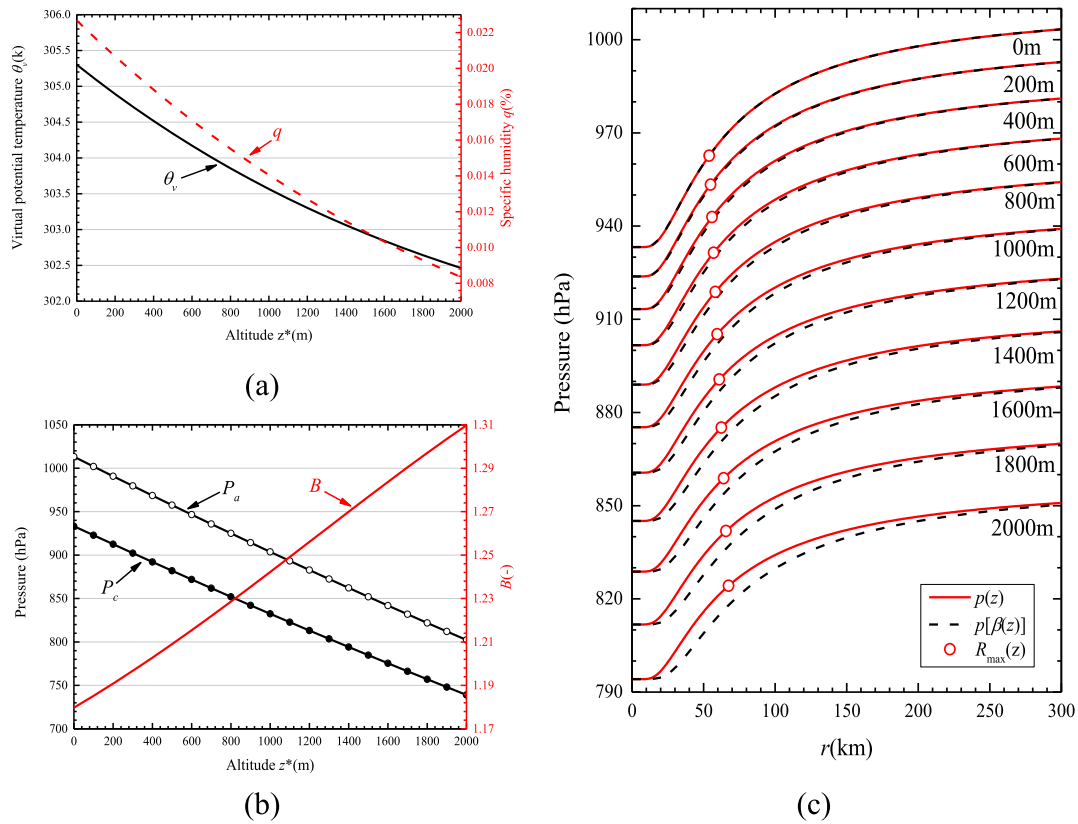 306.0
305.5
305.0
304.5
304.0
303.5
303.0
302.5
302.0
Virtual potential temperature θv(k)
0.022
0.020
0.018
0.016
0.014
0.012
0.010
0.008
Specific humidity q(%)
q
θv
0 200 400 600 800 1000 1200 1400 1600 1800 2000
Altitude z*(m)
(a)
1050
1000
950
900
850
800
750
700
Pressure (hPa)
1.31
1.29
1.27
1.25
1.23
1.21
1.19
1.17
B(-)
Pa
B
Pc
0 200 400 600 800 1000 1200 1400 1600 1800 2000
Altitude z*(m)
(b)
1000
970
940
910
880
850
820
790
Pressure (hPa)
0m
200m
400m
600m
800m
1000m
1200m
1400m
1600m
1800m
2000m
p(z)
p[β(z)]
Rmax(z)
0 50 100 150 200 250 300
r(km)
(c)